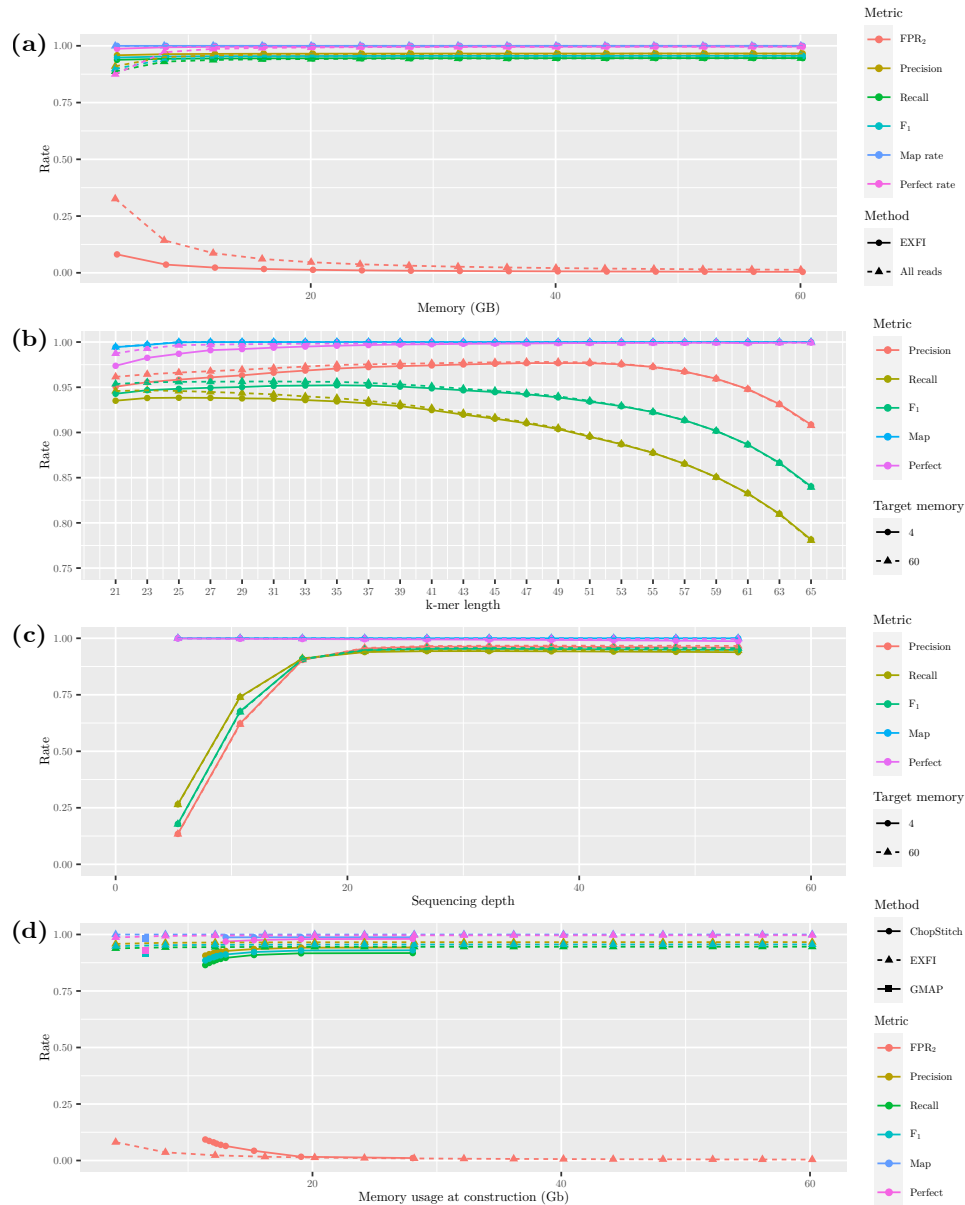 (a)
1.00
0.75
0.50
0.25
0.00
Rate
20
40
60
Memory (GB)
Metric
FPR₂
Precision
Recall
F₁
Map rate
Perfect rate
Method
EXFI
All reads
(b)
1.00
0.95
0.90
0.85
0.80
0.75
Rate
21 23 25 27 29 31 33 35 37 39 41 43 45 47 49 51 53 55 57 59 61 63 65
k-mer length
Metric
Precision
Recall
F₁
Map
Perfect
Target memory
4
60
(c)
1.00
0.75
0.50
0.25
0.00
Rate
0
20
40
60
Sequencing depth
Metric
Precision
Recall
F₁
Map
Perfect
Target memory
4
60
(d)
1.00
0.75
0.50
0.25
0.00
Rate
20
40
60
Memory usage at construction (Gb)
Method
ChopStitch
EXFI
GMAP
Metric
FPR₂
Precision
Recall
F₁
Map
Perfect